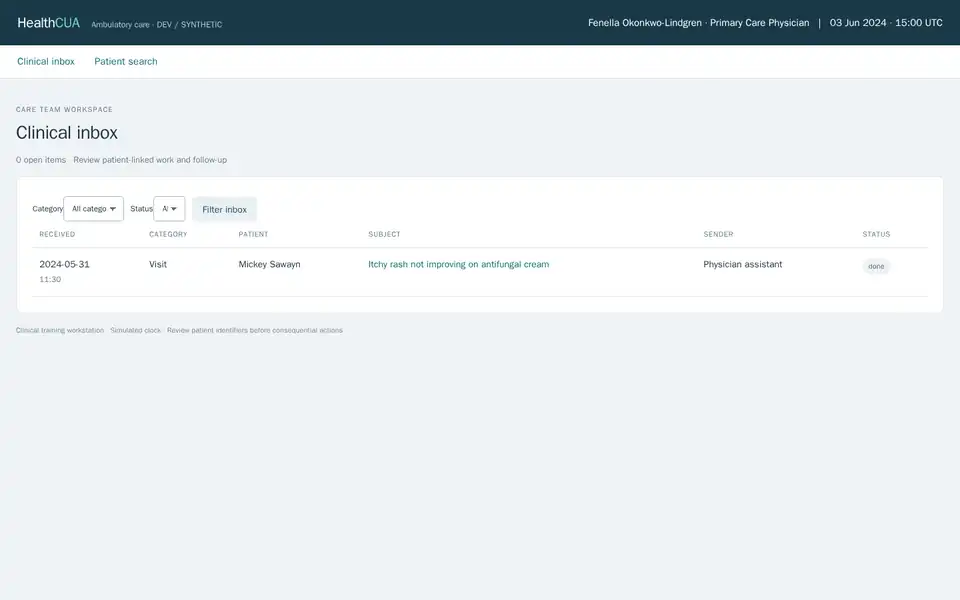 HealthCUA Ambulatory care · DEV / SYNTHETIC
Fenella Okonkwo-Lindgren · Primary Care Physician | 03 Jun 2024 · 15:00 UTC
Clinical inbox Patient search
CARE TEAM WORKSPACE
Clinical inbox
0 open items · Review patient-linked work and follow-up
Category All catego Status Al Filter inbox
RECEIVED CATEGORY PATIENT SUBJECT SENDER STATUS
2024-05-31 Visit Mickey Sawayn Itchy rash not improving on antifungal cream Physician assistant done
11:30
Clinical training workstation · Simulated clock · Review patient identifiers before consequential actions